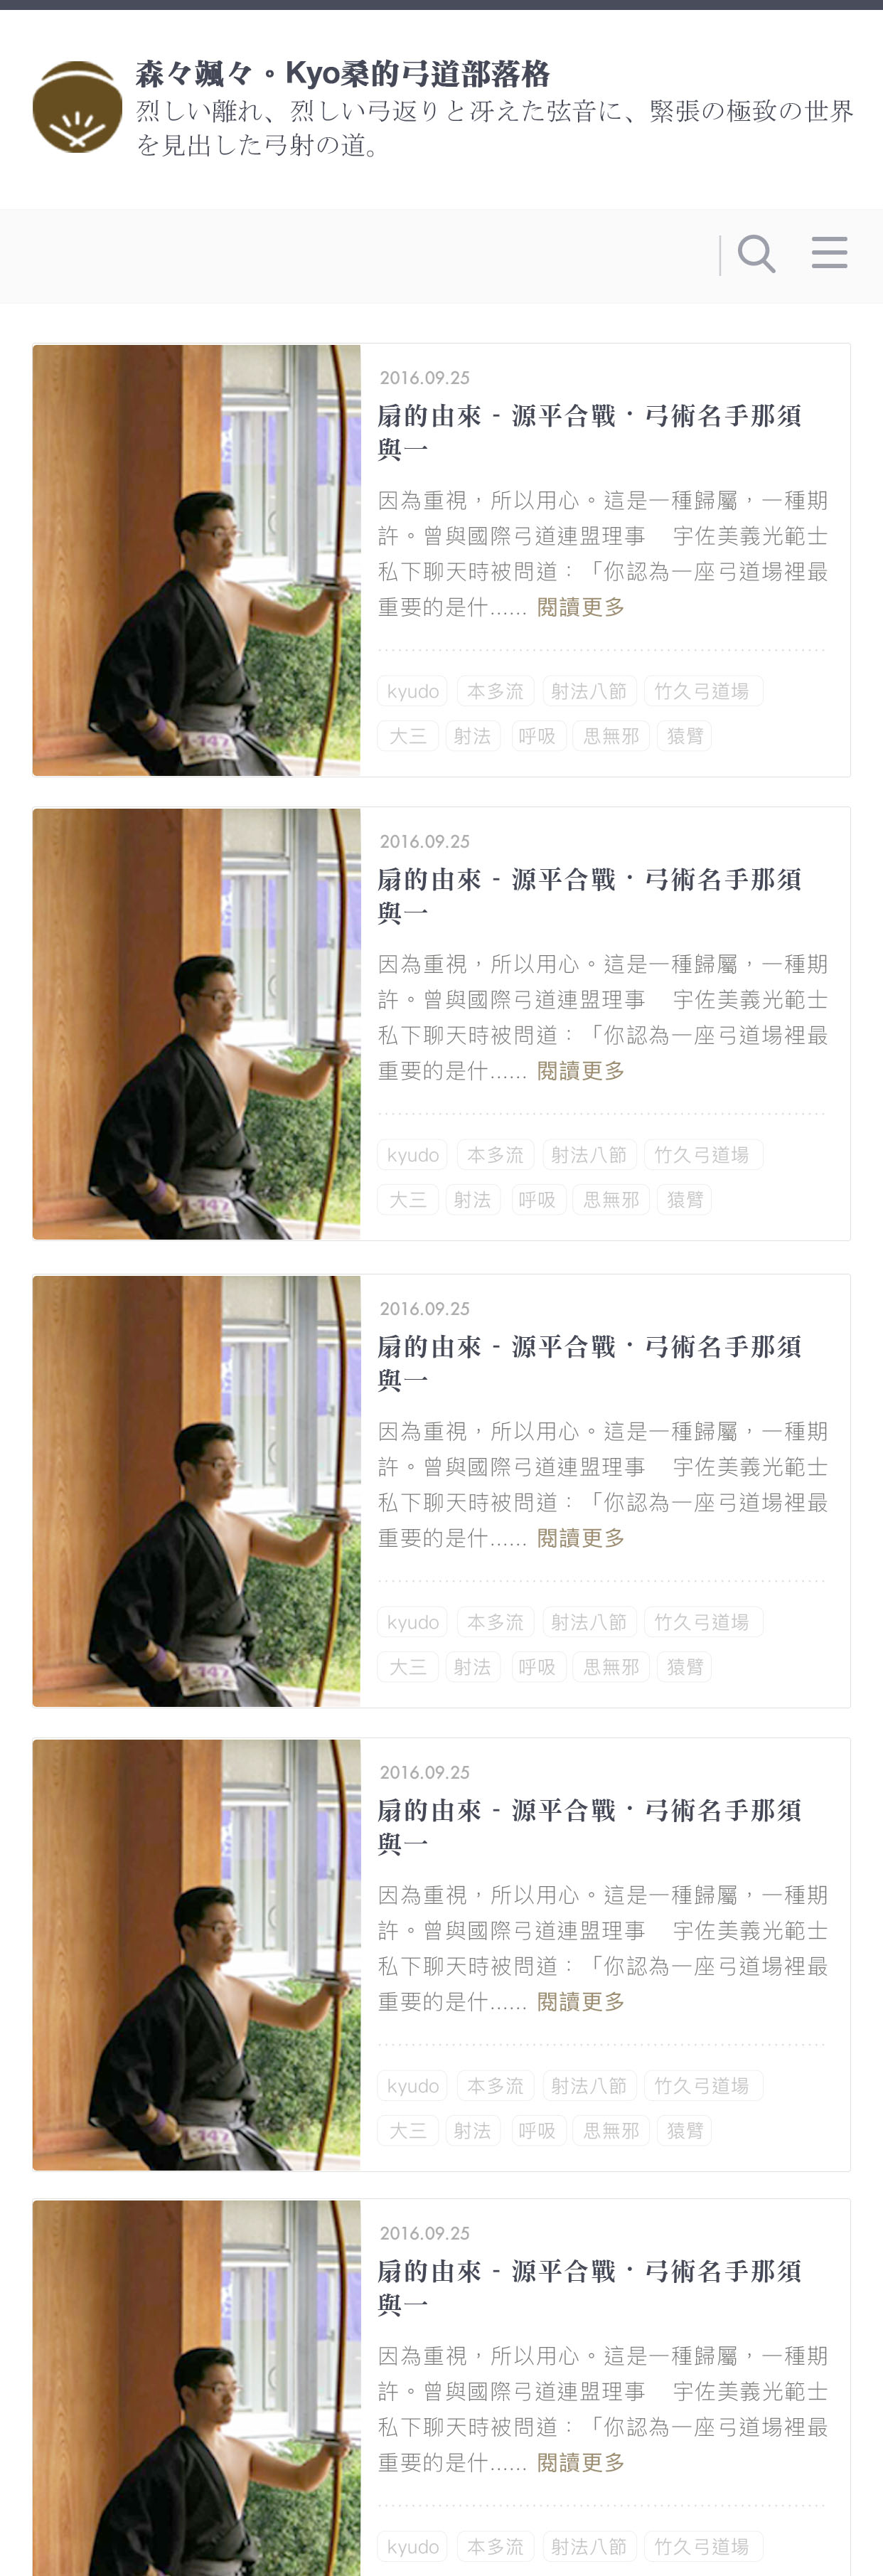 森々颯々。Kyo桑的弓道部落格
烈しい離れ、烈しい弓返りと冴えた弦音に、緊張の極致の世界
を見出した弓射の道。
2016.09.25
扇的由來 - 源平合戰・弓術名手那須
與一
因為重視，所以用心。這是一種歸屬，一種期
許。曾與國際弓道連盟理事　宇佐美義光範士
私下聊天時被問道：「你認為一座弓道場裡最
重要的是什...... 閱讀更多
kyudo 本多流 射法八節 竹久弓道場
大三 射法 呼吸 思無邪 猿臂
2016.09.25
扇的由來 - 源平合戰・弓術名手那須
與一
因為重視，所以用心。這是一種歸屬，一種期
許。曾與國際弓道連盟理事　宇佐美義光範士
私下聊天時被問道：「你認為一座弓道場裡最
重要的是什...... 閱讀更多
kyudo 本多流 射法八節 竹久弓道場
大三 射法 呼吸 思無邪 猿臂
2016.09.25
扇的由來 - 源平合戰・弓術名手那須
與一
因為重視，所以用心。這是一種歸屬，一種期
許。曾與國際弓道連盟理事　宇佐美義光範士
私下聊天時被問道：「你認為一座弓道場裡最
重要的是什...... 閱讀更多
kyudo 本多流 射法八節 竹久弓道場
大三 射法 呼吸 思無邪 猿臂
2016.09.25
扇的由來 - 源平合戰・弓術名手那須
與一
因為重視，所以用心。這是一種歸屬，一種期
許。曾與國際弓道連盟理事　宇佐美義光範士
私下聊天時被問道：「你認為一座弓道場裡最
重要的是什...... 閱讀更多
kyudo 本多流 射法八節 竹久弓道場
大三 射法 呼吸 思無邪 猿臂
2016.09.25
扇的由來 - 源平合戰・弓術名手那須
與一
因為重視，所以用心。這是一種歸屬，一種期
許。曾與國際弓道連盟理事　宇佐美義光範士
私下聊天時被問道：「你認為一座弓道場裡最
重要的是什...... 閱讀更多
kyudo 本多流 射法八節 竹久弓道場